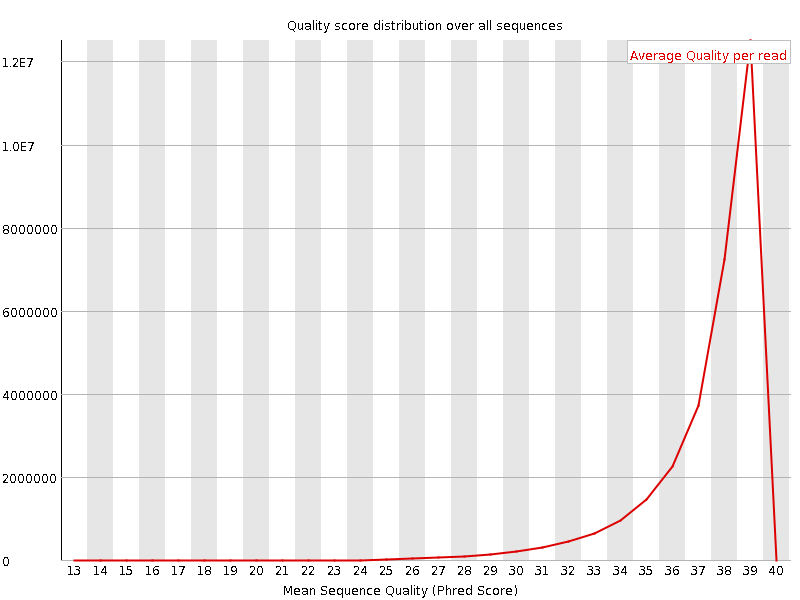 Quality score distribution over all sequences
Average Quality per read
1.2E7
1.0E7
8000000
6000000
4000000
2000000
0
13 14 15 16 17 18 19 20 21 22 23 24 25 26 27 28 29 30 31 32 33 34 35 36 37 38 39 40
Mean Sequence Quality (Phred Score)